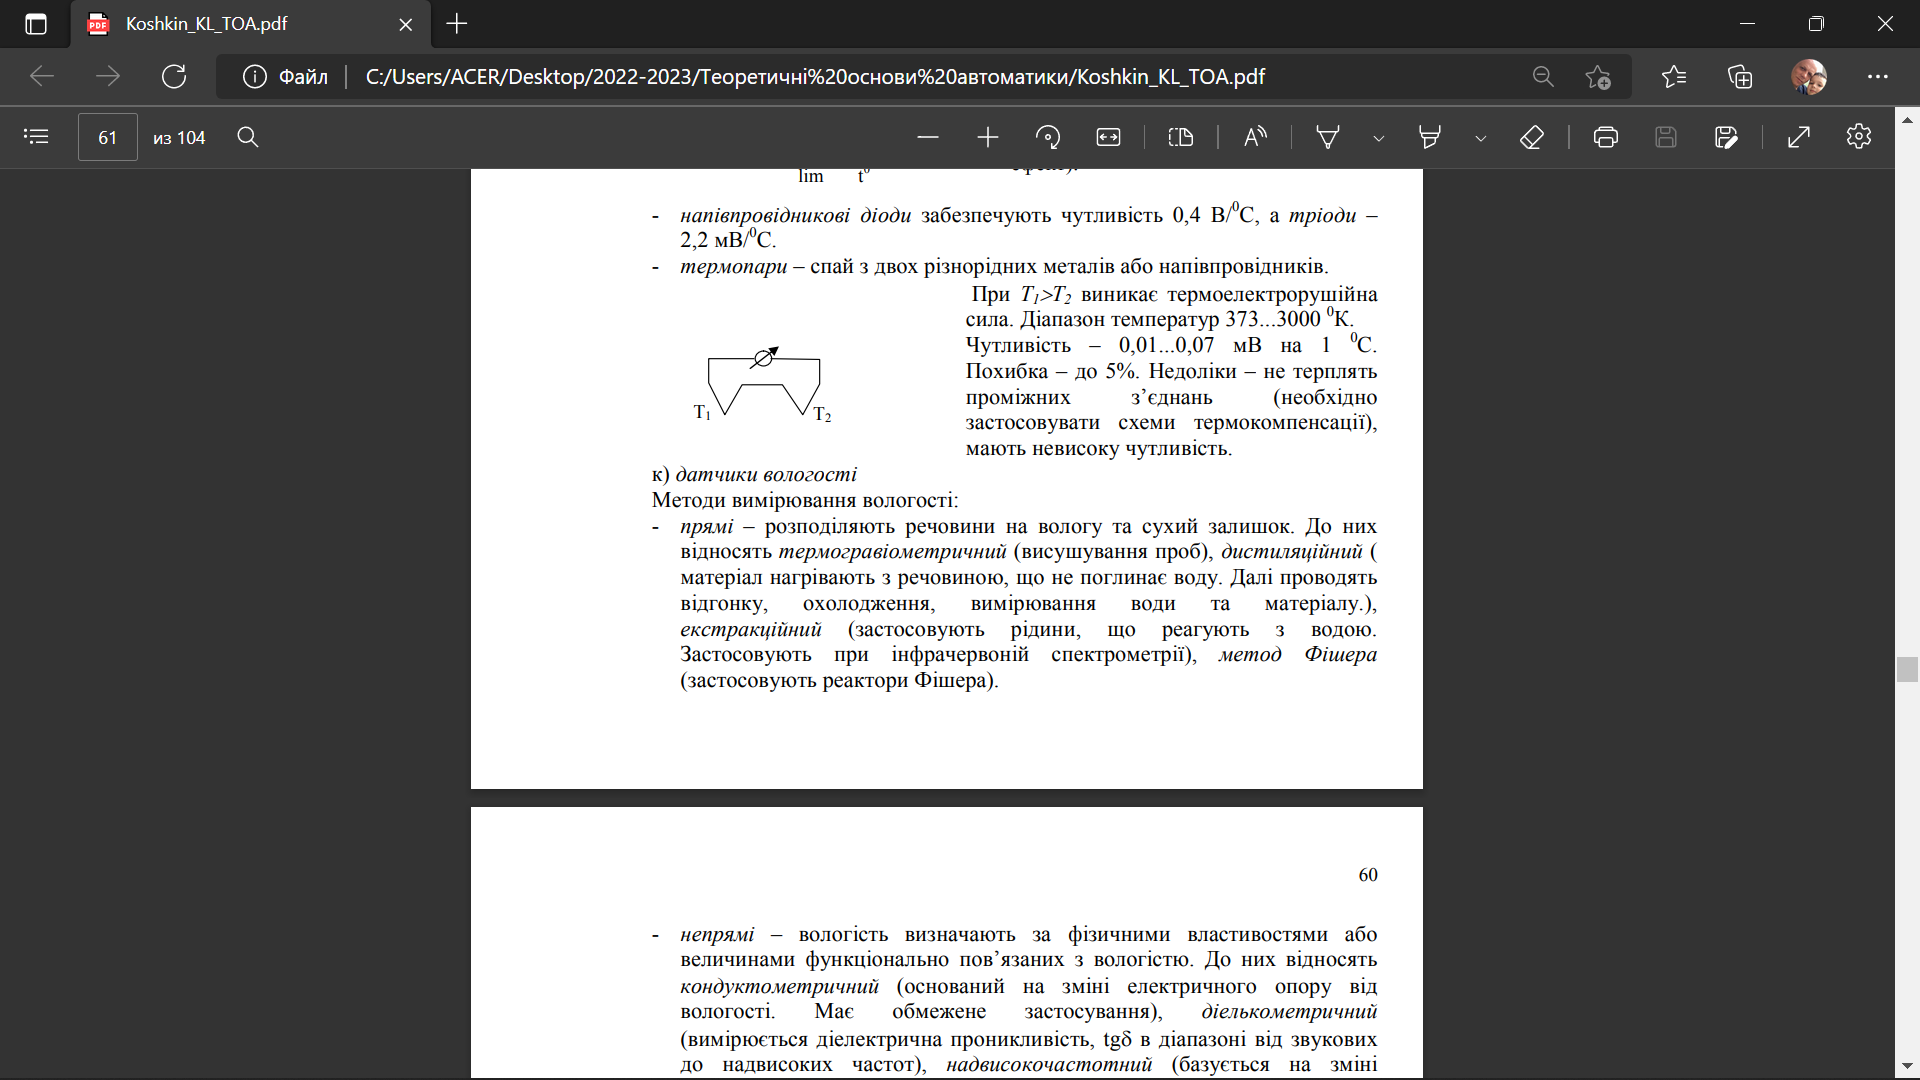 Koshkin_KL_TOA.pdf
Файл
C:/Users/ACER/Desktop/2022-2023/Теоретичні%20основи%20автоматики/Koshkin_KL_TOA.pdf
61 из 104
lim t⁰
- напівпровідникові діоди забезпечують чутливість 0,4 В/⁰С, а тріоди –
2,2 мВ/⁰С.
- термопари – спай з двох різнорідних металів або напівпровідників.
При T₁>T₂ виникає термоелектрорушійна
сила. Діапазон температур 373...3000 ⁰К.
Чутливість – 0,01...0,07 мВ на 1 ⁰С.
Похибка – до 5%. Недоліки – не терплять
проміжних з’єднань (необхідно
застосовувати схеми термокомпенсації),
мають невисоку чутливість.
T₁ T₂
к) датчики вологості
Методи вимірювання вологості:
- прямі – розподіляють речовини на вологу та сухий залишок. До них
відносять термогравіометричний (висушування проб), дистиляційний (
матеріал нагрівають з речовиною, що не поглинає воду. Далі проводять
відгонку, охолодження, вимірювання води та матеріалу.),
екстракційний (застосовують рідини, що реагують з водою.
Застосовують при інфрачервоній спектрометрії), метод Фішера
(застосовують реактори Фішера).
60
- непрямі – вологість визначають за фізичними властивостями або
величинами функціонально пов’язаних з вологістю. До них відносять
кондуктометричний (оснований на зміні електричного опору від
вологості. Має обмежене застосування), діелькометричний
(вимірюється діелектрична проникливість, tgδ в діапазоні від звукових
до надвисоких частот), надвисокочастотний (базується на зміні